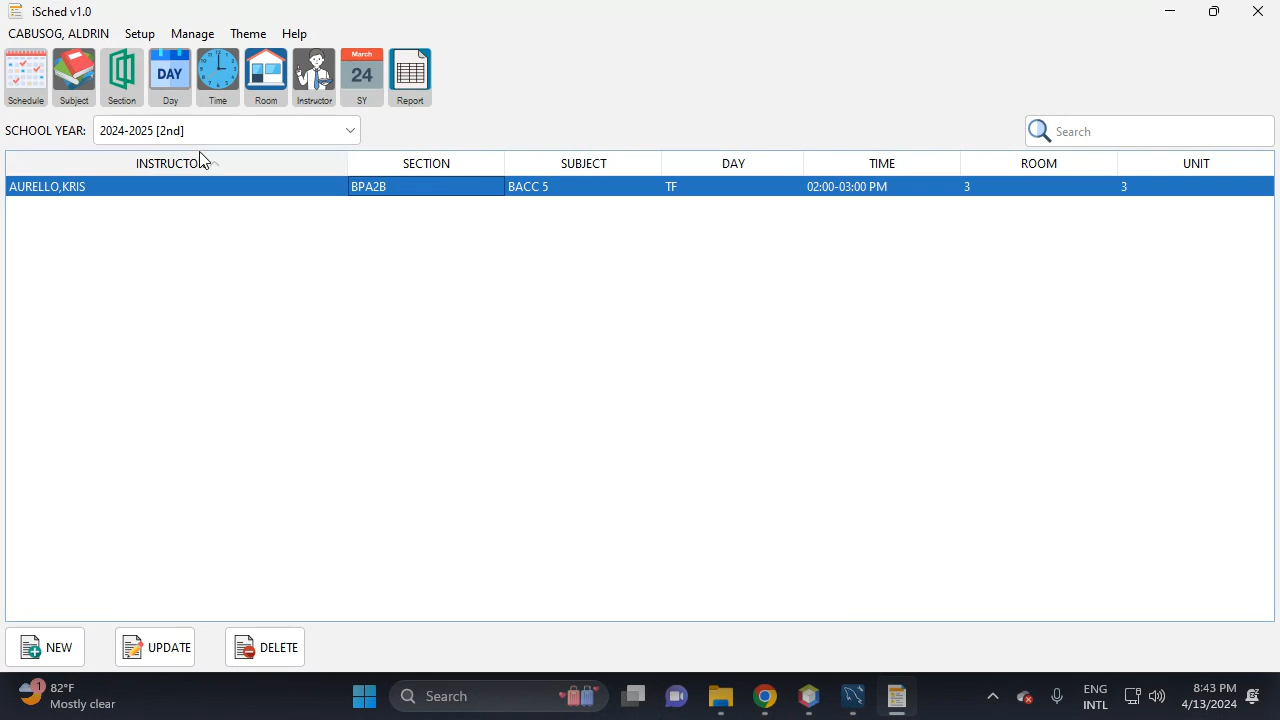 iSched v1.0
CABUSOG, ALDRIN Setup Manage Theme Help
DAY March 24
Schedule Subject Section Day Time Room Instructor SY Report
SCHOOL YEAR: 2024-2025 [2nd] Search
INSTRUCTO SECTION SUBJECT DAY TIME ROOM UNIT
AURELLO,KRIS BPA2B BACC 5 TF 02:00-03:00 PM 3 3
NEW UPDATE DELETE
1 82°F
Mostly clear
Search
ENG
INTL
8:43 PM
4/13/2024